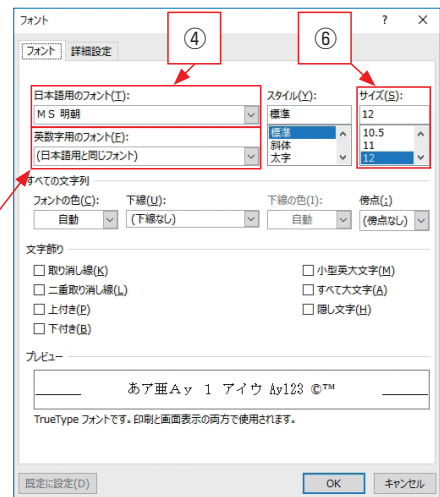 フォント ? ×
④ ⑥
フォント 詳細設定
日本語用のフォント(T): スタイル(Y): サイズ(S):
ＭＳ 明朝 標準 12
英数字用のフォント(F): 標準 10.5
(日本語用と同じフォント) 斜体 11
太字 12
すべての文字列
フォントの色(C): 下線(U): 下線の色(I): 傍点(:)
自動 (下線なし) 自動 (傍点なし)
文字飾り
取り消し線(K) 小型英大文字(M)
二重取り消し線(L) すべて大文字(A)
上付き(P) 隠し文字(H)
下付き(B)
プレビュー
あア亜Ａｙ １ アイウ Ay123 ©™
TrueType フォントです。印刷と画面表示の両方で使用されます。
既定に設定(D) OK キャンセル